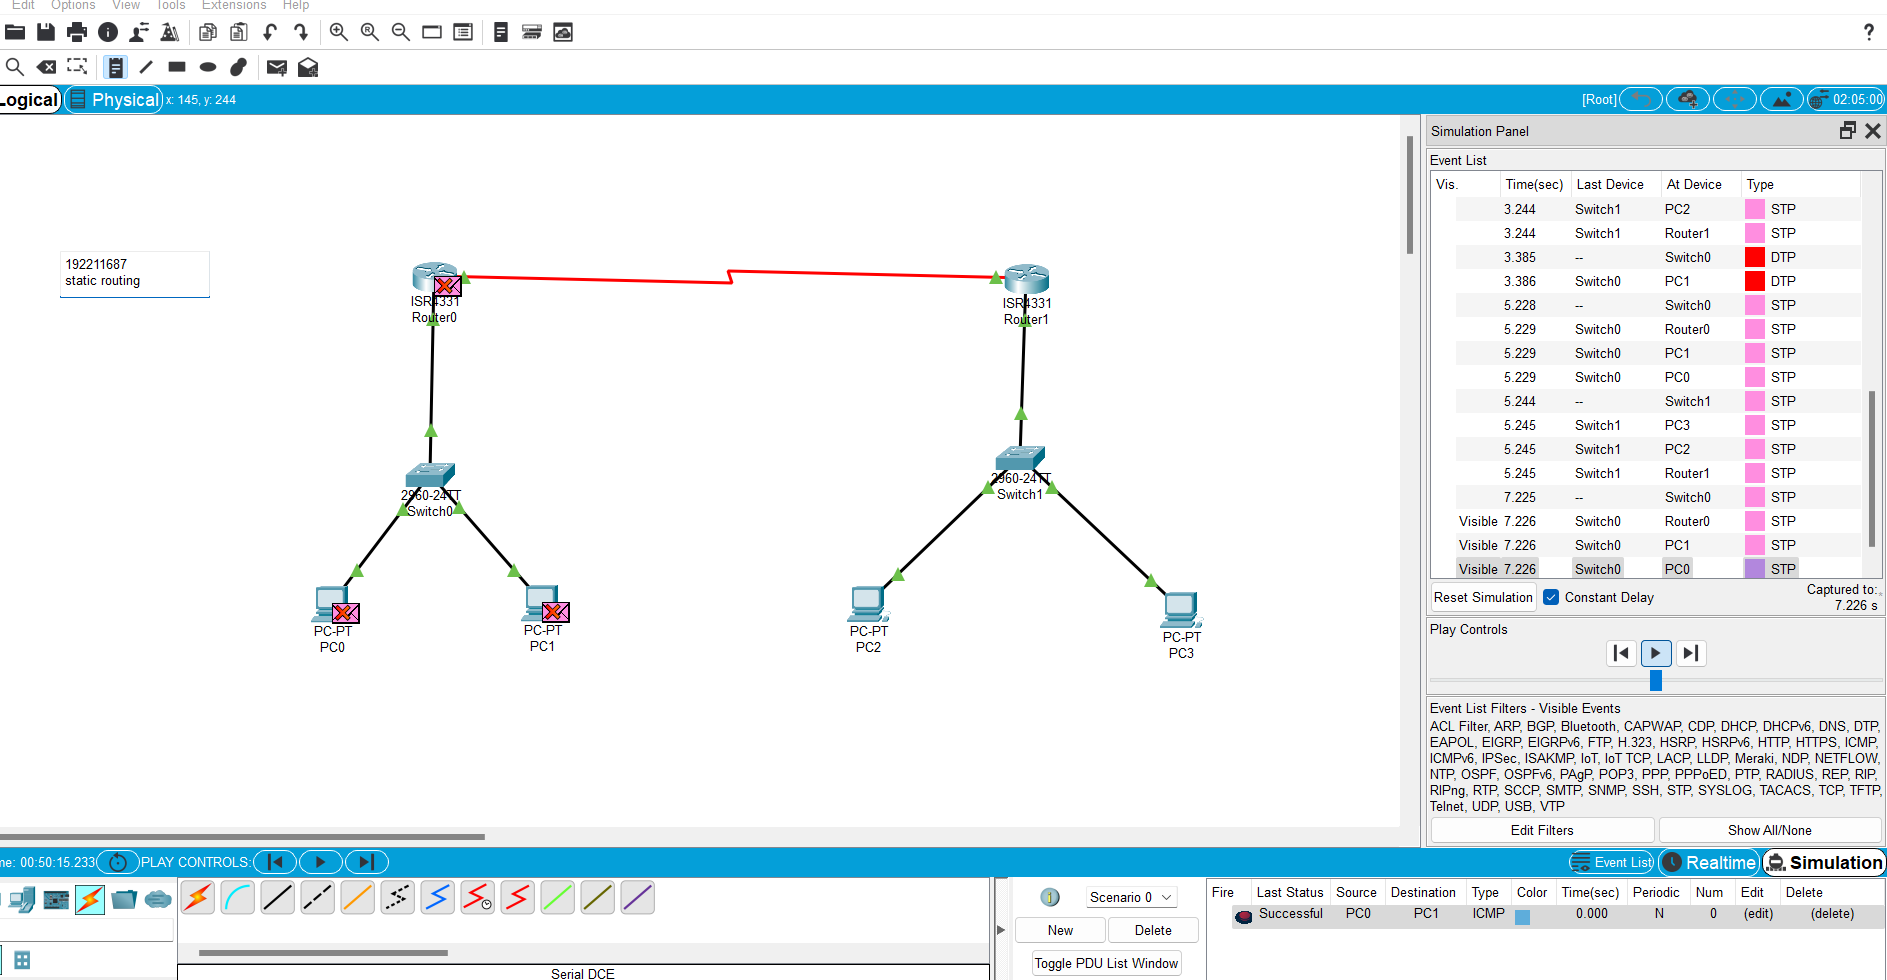 Edit Options View Tools Extensions Help
Logical Physical x: 145, y: 244 [Root] 02:05:00
192211687
static routing
ISR4331
Router0
ISR4331
Router1
2960-24TT
Switch0
2960-24TT
Switch1
PC-PT
PC0
PC-PT
PC1
PC-PT
PC2
PC-PT
PC3
Simulation Panel
Event List
Vis. Time(sec) Last Device At Device Type
3.244 Switch1 PC2 STP
3.244 Switch1 Router1 STP
3.385 -- Switch0 DTP
3.386 Switch0 PC1 DTP
5.228 -- Switch0 STP
5.229 Switch0 Router0 STP
5.229 Switch0 PC1 STP
5.229 Switch0 PC0 STP
5.244 -- Switch1 STP
5.245 Switch1 PC3 STP
5.245 Switch1 PC2 STP
5.245 Switch1 Router1 STP
7.225 -- Switch0 STP
Visible 7.226 Switch0 Router0 STP
Visible 7.226 Switch0 PC1 STP
Visible 7.226 Switch0 PC0 STP
Reset Simulation Constant Delay Captured to:
7.226 s
Play Controls
Event List Filters - Visible Events
ACL Filter, ARP, BGP, Bluetooth, CAPWAP, CDP, DHCP, DHCPv6, DNS, DTP,
EAPOL, EIGRP, EIGRPv6, FTP, H.323, HSRP, HSRPv6, HTTP, HTTPS, ICMP,
ICMPv6, IPSec, ISAKMP, IoT, IoT TCP, LACP, LLDP, Meraki, NDP, NETFLOW,
NTP, OSPF, OSPFv6, PAgP, POP3, PPP, PPPoED, PTP, RADIUS, REP, RIP,
RIPng, RTP, SCCP, SMTP, SNMP, SSH, STP, SYSLOG, TACACS, TCP, TFTP,
Telnet, UDP, USB, VTP
Edit Filters Show All/None
me: 00:50:15.233 PLAY CONTROLS: Event List Realtime Simulation
Scenario 0
New Delete
Toggle PDU List Window
Fire Last Status Source Destination Type Color Time(sec) Periodic Num Edit Delete
Successful PC0 PC1 ICMP 0.000 N 0 (edit) (delete)
Serial DCE